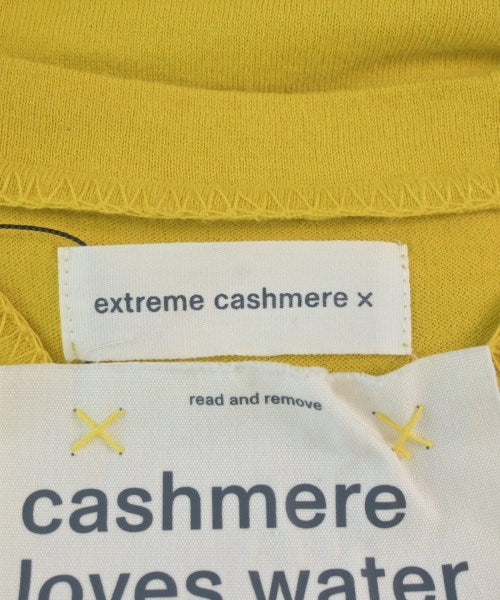 extreme cashmere x
read and remove
cashmere
loves water